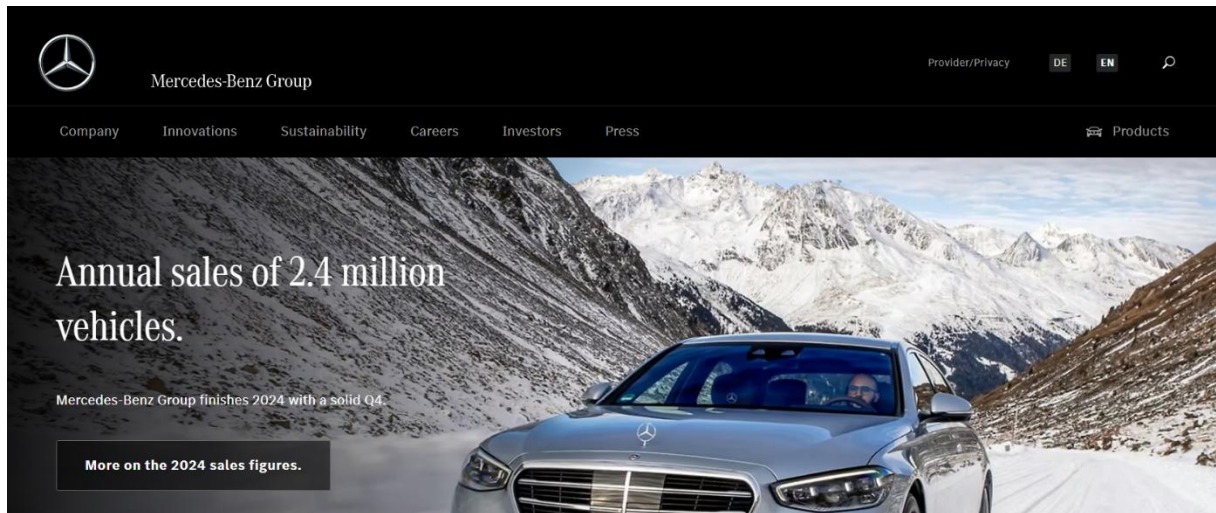 Mercedes-Benz Group
Provider/Privacy
DE
EN
Company
Innovations
Sustainability
Careers
Investors
Press
Products
Annual sales of 2.4 million
vehicles.
Mercedes-Benz Group finishes 2024 with a solid Q4.
More on the 2024 sales figures.